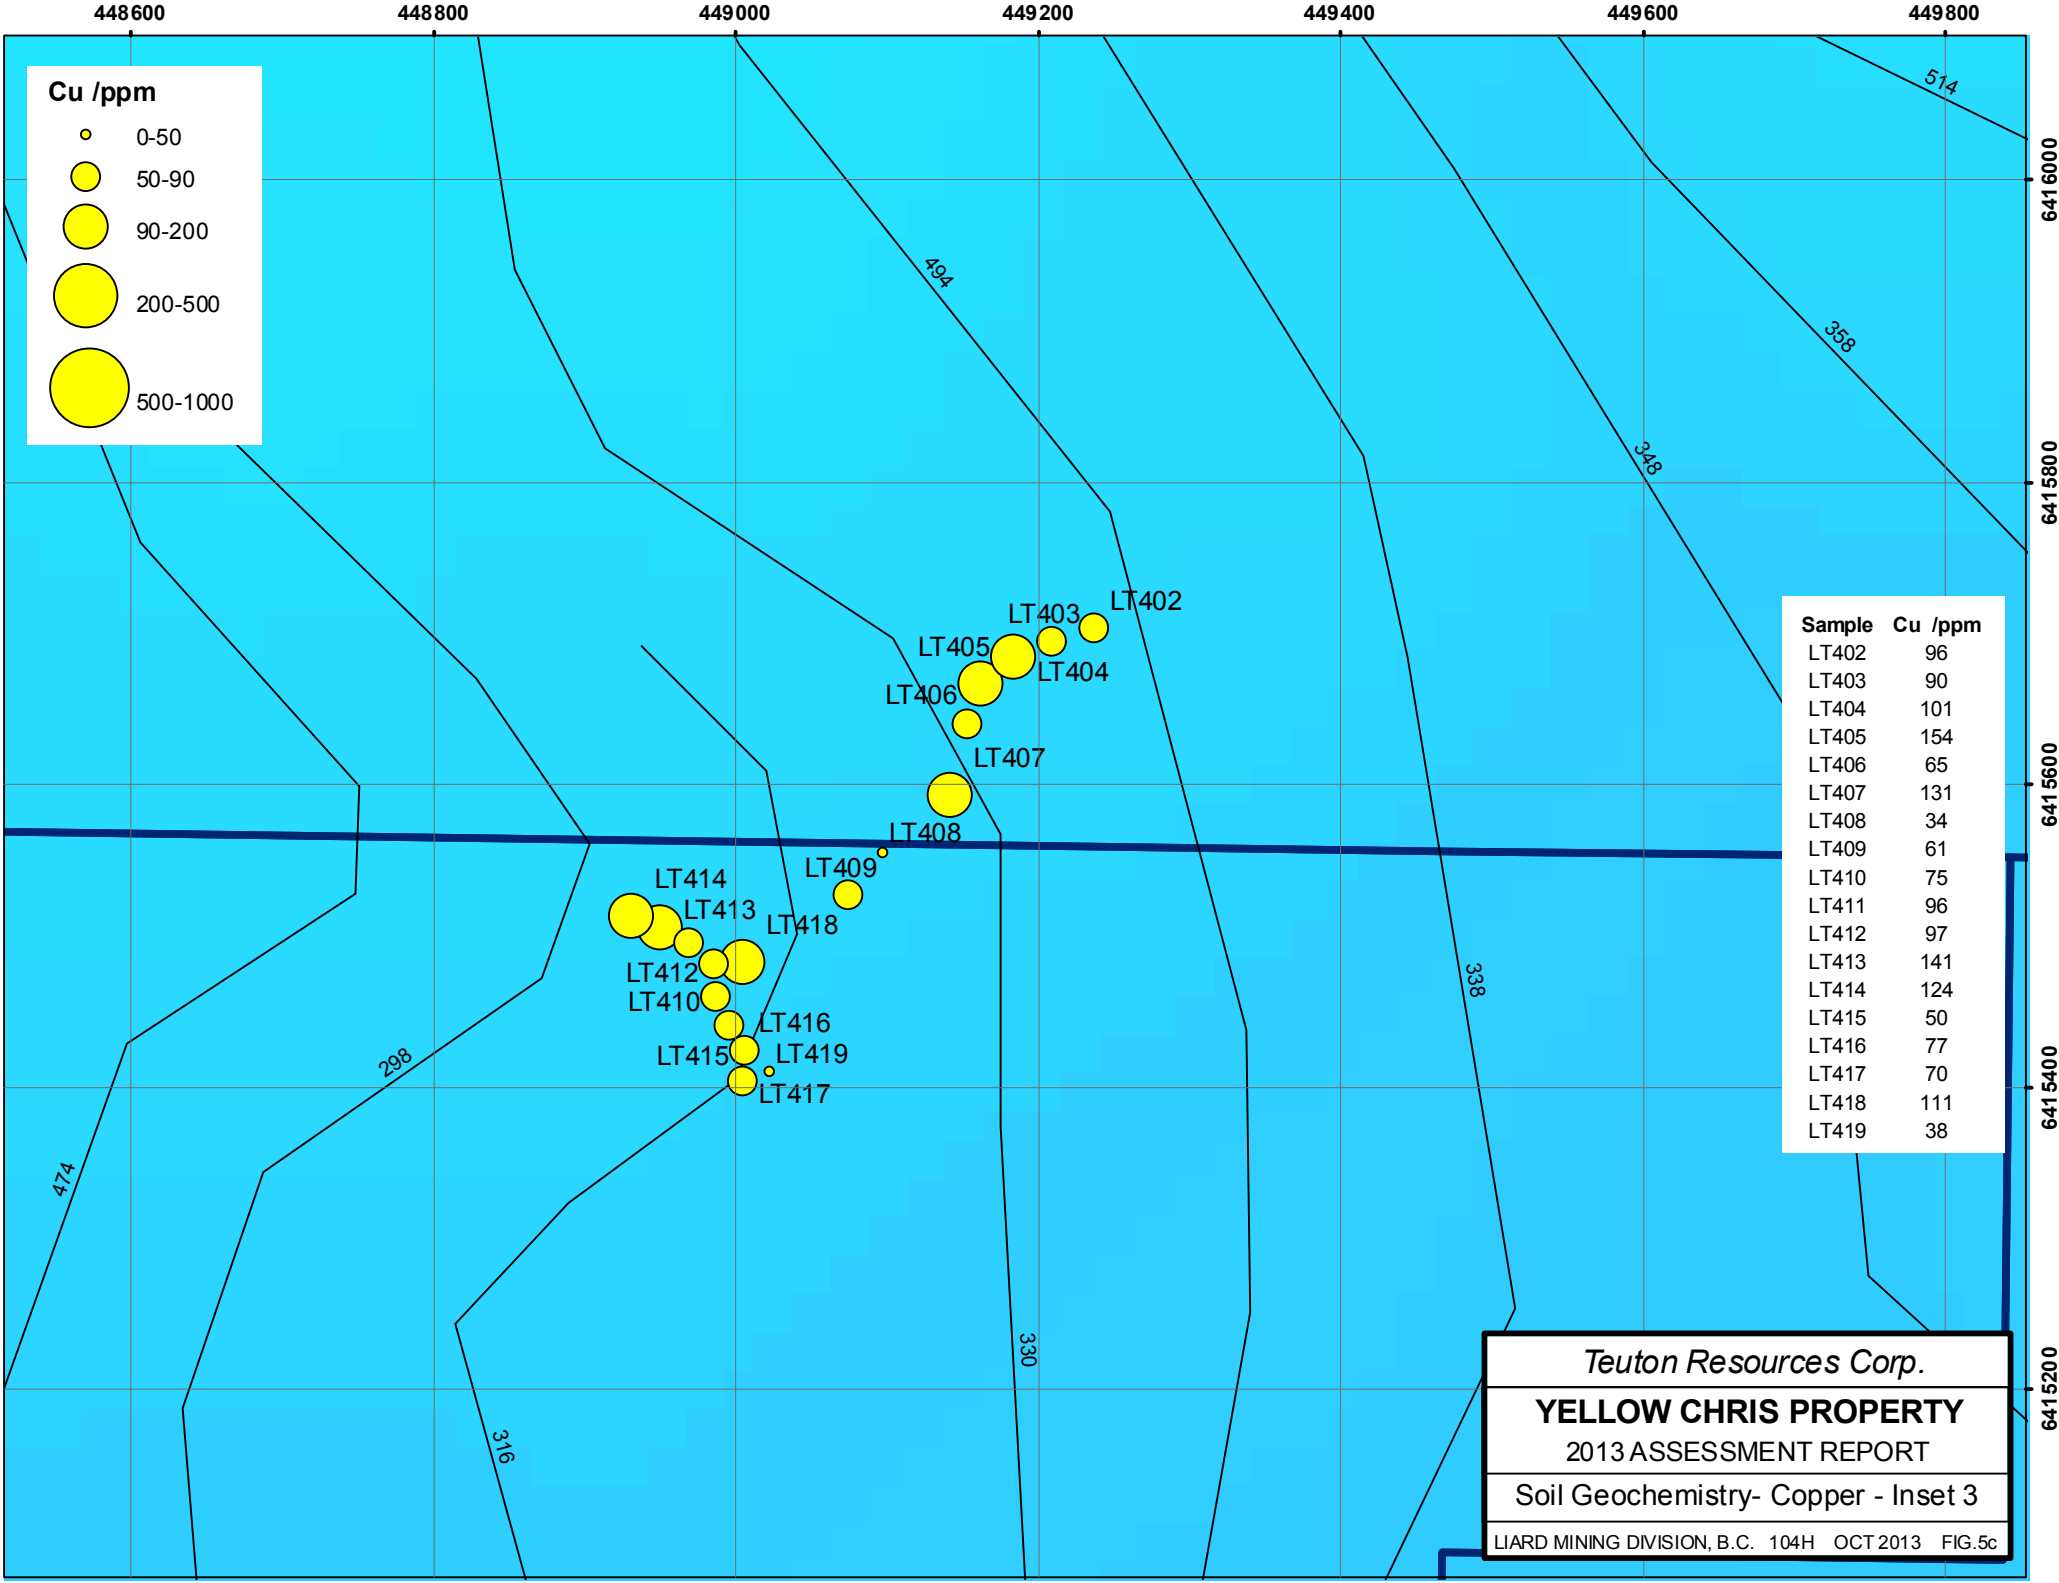 448600 448800 449000 449200 449400 449600 449800
Cu /ppm
0-50
50-90
90-200
200-500
500-1000
514
494
358
348
338
298
474
316
330
6416000
6415800
6415600
6415400
6415200
LT402
LT403
LT405
LT404
LT406
LT407
LT408
LT409
LT414
LT413
LT418
LT412
LT410
LT416
LT415
LT419
LT417
Sample Cu /ppm
LT402 96
LT403 90
LT404 101
LT405 154
LT406 65
LT407 131
LT408 34
LT409 61
LT410 75
LT411 96
LT412 97
LT413 141
LT414 124
LT415 50
LT416 77
LT417 70
LT418 111
LT419 38
Teuton Resources Corp.
YELLOW CHRIS PROPERTY
2013 ASSESSMENT REPORT
Soil Geochemistry- Copper - Inset 3
LIARD MINING DIVISION, B.C. 104H OCT 2013 FIG.5c